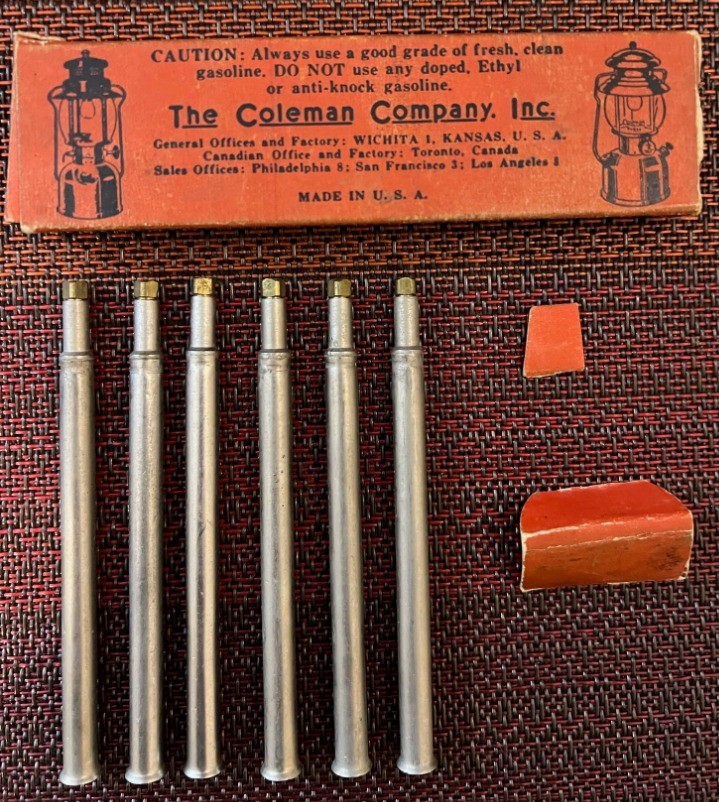 CAUTION: Always use a good grade of fresh, clean
gasoline. DO NOT use any doped, Ethyl
or anti-knock gasoline.
The Coleman Company, Inc.
General Offices and Factory: WICHITA 1, KANSAS, U. S. A.
Canadian Office and Factory: Toronto, Canada
Sales Offices: Philadelphia 8; San Francisco 3; Los Angeles
MADE IN U. S. A.